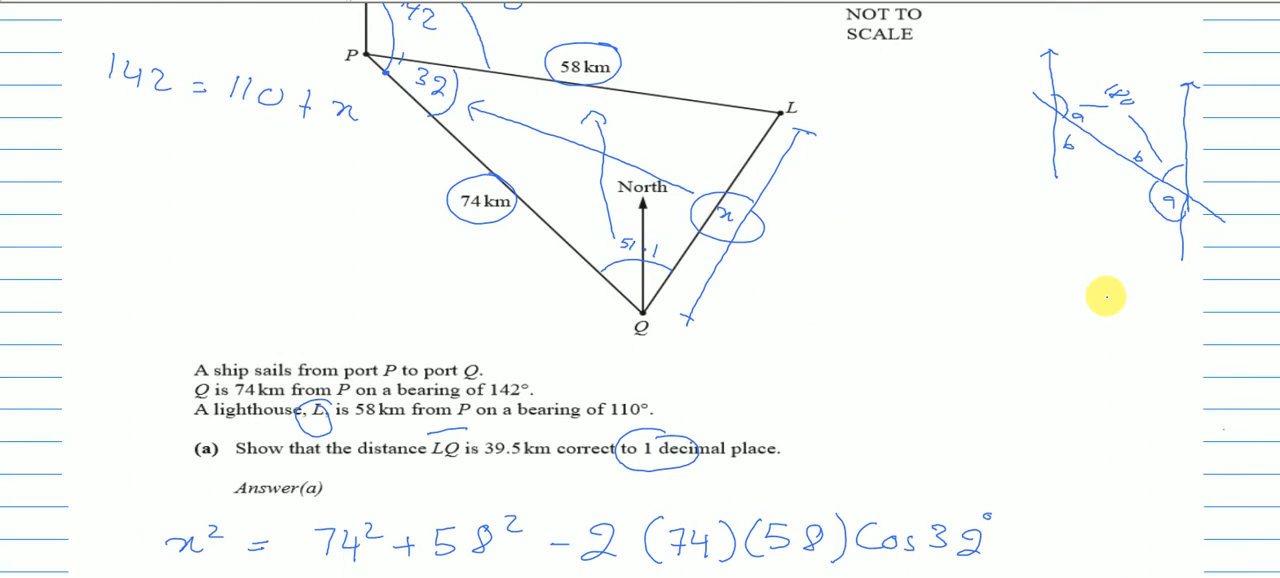 NOT TO
SCALE
142
P
58 km
32
142 = 110 + x
L
180
a
b
b
a
74 km
North
x
51.1
Q
A ship sails from port P to port Q.
Q is 74 km from P on a bearing of 142°.
A lighthouse, L, is 58 km from P on a bearing of 110°.
(a) Show that the distance LQ is 39.5 km correct to 1 decimal place.
Answer(a)
x² = 74² + 58² - 2 (74)(58) Cos 32°